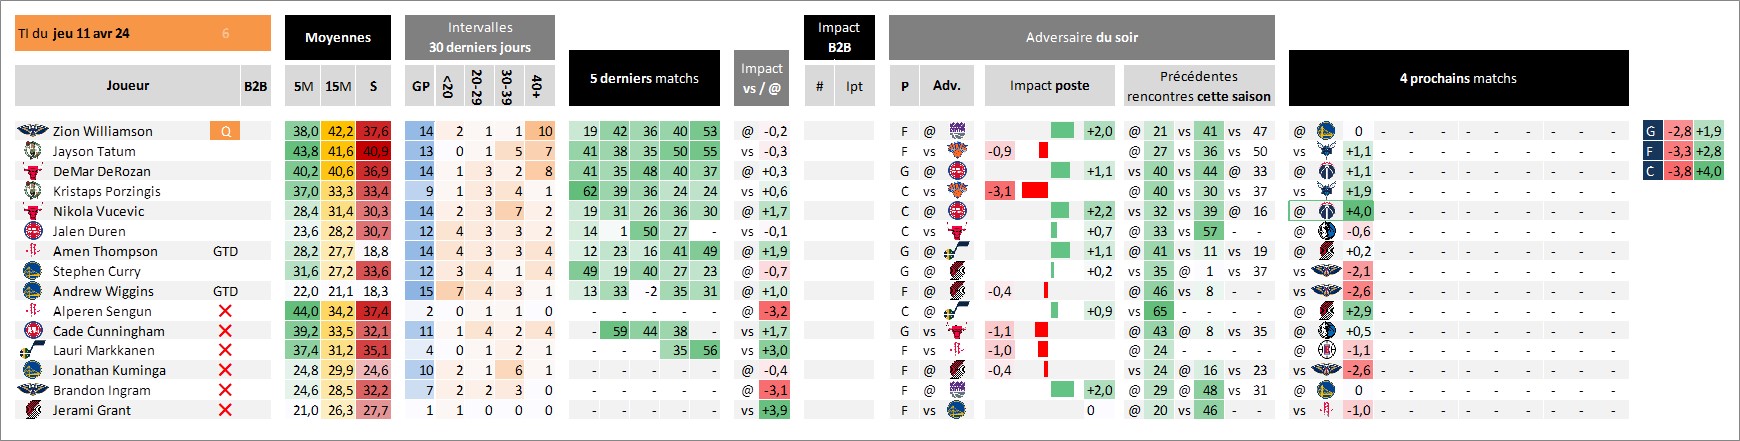 TI du jeu 11 avr 24 6
Moyennes
Intervalles
30 derniers jours
5 derniers matchs
Impact
vs / @
Impact
B2B
Adversaire du soir
4 prochains matchs
Joueur B2B 5M 15M S GP <20 20-29 30-39 40+ # Ipt P Adv. Impact poste Précédentes
rencontres cette saison
Zion Williamson Q 38,0 42,2 37,6 14 2 1 1 10 19 42 36 40 53 @ -0,2 F @ +2,0 @ 21 vs 41 vs 47 @ 0 - - - - - - - - -
Jayson Tatum 43,8 41,6 40,9 13 0 1 5 7 41 38 35 50 55 vs -0,3 F vs -0,9 @ 27 vs 36 vs 50 vs +1,1 - - - - - - - - -
DeMar DeRozan 40,2 40,6 36,9 14 1 3 2 8 41 35 48 40 37 @ +0,3 G @ +1,1 vs 40 vs 44 @ 33 @ +1,1 - - - - - - - - -
Kristaps Porzingis 37,0 33,3 33,4 9 1 3 4 1 62 39 36 24 24 vs +0,6 C vs -3,1 @ 40 vs 30 vs 37 vs +1,9 - - - - - - - - -
Nikola Vucevic 28,4 31,4 30,3 14 2 3 7 2 19 31 26 36 30 @ +1,7 C @ +2,2 vs 32 vs 39 @ 16 @ +4,0 - - - - - - - - -
Jalen Duren 23,6 28,2 30,7 12 4 3 3 2 14 1 50 27 - vs -0,1 C vs +0,7 @ 33 vs 57 - - @ -0,6 - - - - - - - - -
Amen Thompson GTD 28,2 27,7 18,8 14 4 4 3 3 12 23 16 41 49 @ +1,9 G @ +1,1 @ 41 vs 11 vs 19 @ +0,2 - - - - - - - - -
Stephen Curry 31,6 27,2 33,6 12 3 4 1 4 49 19 40 27 23 @ -0,7 G @ +0,2 vs 35 @ 1 vs 37 vs -2,1 - - - - - - - - -
Andrew Wiggins GTD 22,0 21,1 18,3 15 7 4 3 1 13 33 -2 35 31 @ +1,0 F @ -0,4 @ 46 vs 8 - - vs -2,6 - - - - - - - - -
Alperen Sengun 44,0 34,2 37,4 2 0 1 1 0 - - - - - @ -3,2 C @ +0,9 vs 65 - - - - @ +2,9 - - - - - - - - -
Cade Cunningham 39,2 33,5 32,1 11 1 4 2 4 - 59 44 38 - vs +1,7 G vs -1,1 @ 43 @ 8 vs 35 @ +0,5 - - - - - - - - -
Lauri Markkanen 37,4 31,2 35,1 4 0 1 2 1 - - - 35 56 vs +3,0 F vs -1,0 @ 24 - - - - @ -1,1 - - - - - - - - -
Jonathan Kuminga 24,8 29,9 24,6 10 2 1 6 1 - - - - - @ -0,4 F @ -0,4 vs 24 @ 16 vs 23 vs -2,6 - - - - - - - - -
Brandon Ingram 24,6 28,5 32,2 7 2 2 3 0 - - - - - @ -3,1 F @ +2,0 @ 29 @ 48 vs 31 @ 0 - - - - - - - - -
Jerami Grant 21,0 26,3 27,7 1 1 0 0 0 - - - - - vs +3,9 F vs 0 @ 20 vs 46 - - vs -1,0 - - - - - - - - -
G -2,8 +1,9
F -3,3 +2,8
C -3,8 +4,0